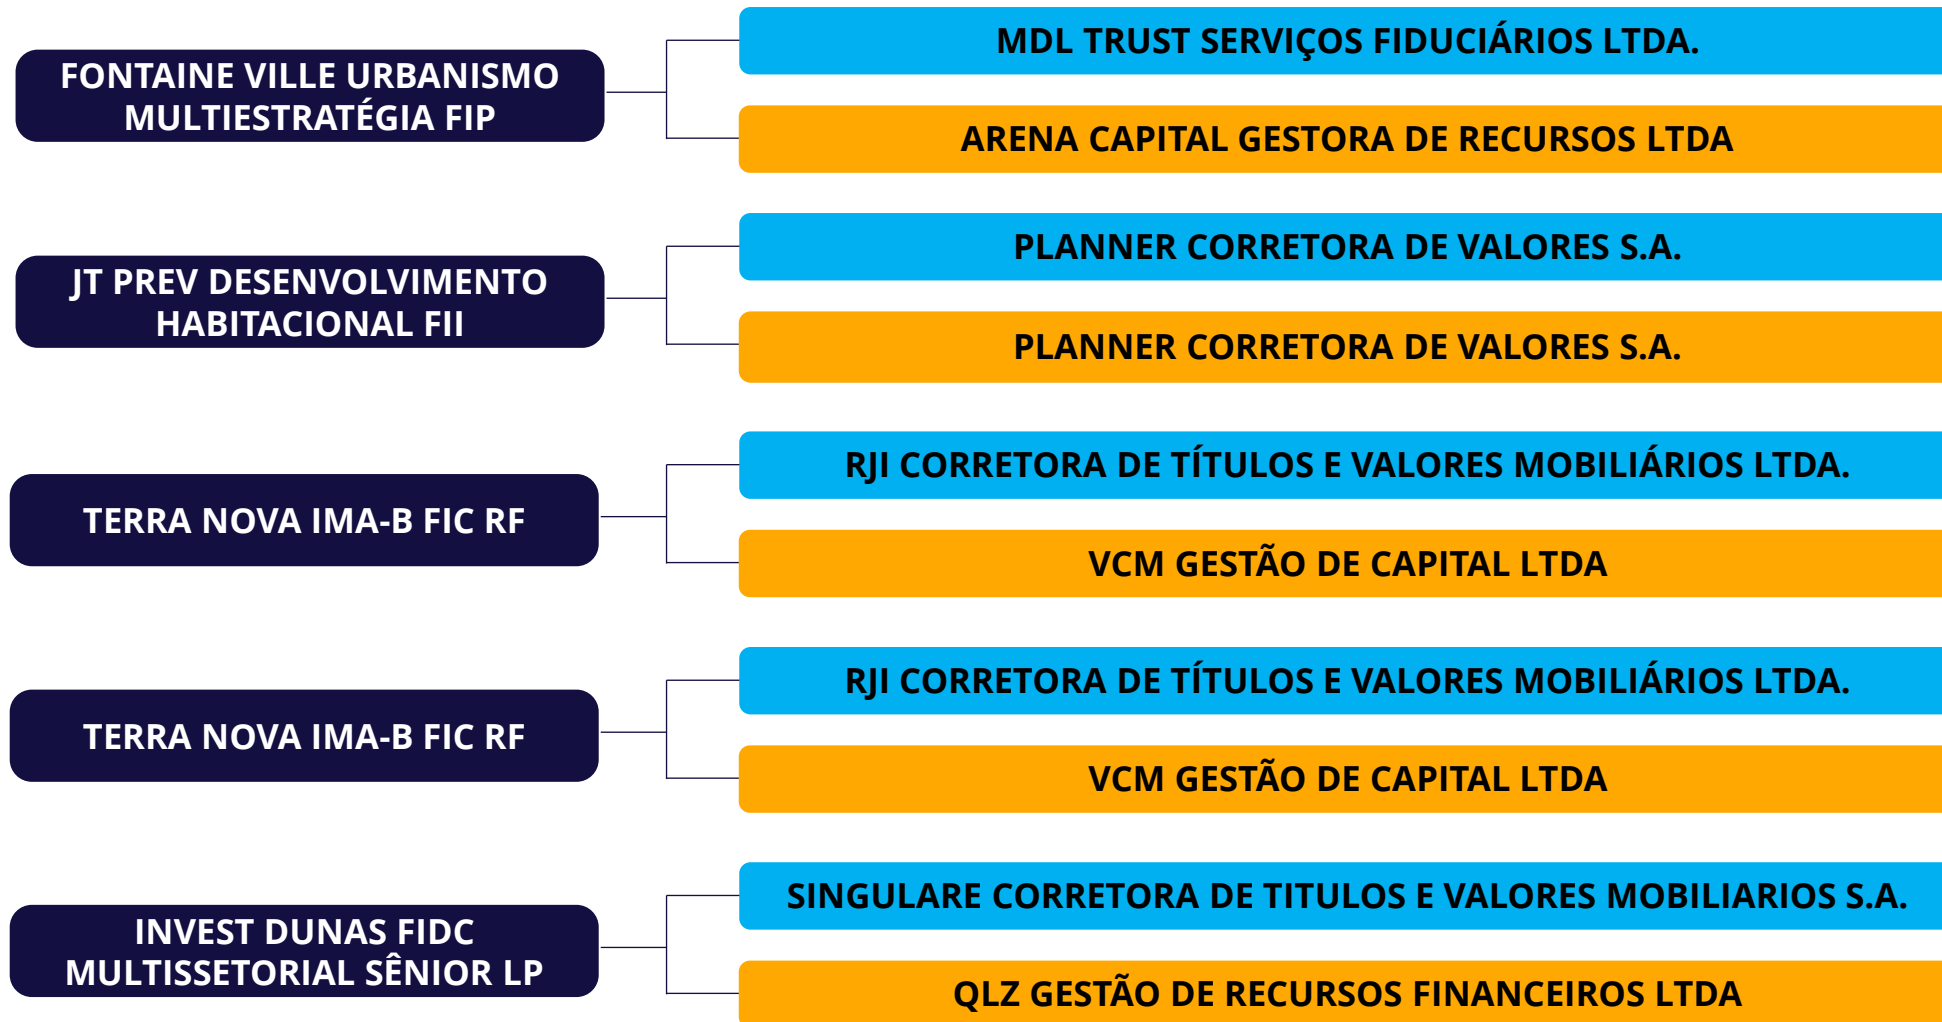 FONTAINE VILLE URBANISMO
MULTIESTRATÉGIA FIP
MDL TRUST SERVIÇOS FIDUCIÁRIOS LTDA.
ARENA CAPITAL GESTORA DE RECURSOS LTDA
JT PREV DESENVOLVIMENTO
HABITACIONAL FII
PLANNER CORRETORA DE VALORES S.A.
PLANNER CORRETORA DE VALORES S.A.
TERRA NOVA IMA-B FIC RF
RJI CORRETORA DE TÍTULOS E VALORES MOBILIÁRIOS LTDA.
VCM GESTÃO DE CAPITAL LTDA
TERRA NOVA IMA-B FIC RF
RJI CORRETORA DE TÍTULOS E VALORES MOBILIÁRIOS LTDA.
VCM GESTÃO DE CAPITAL LTDA
INVEST DUNAS FIDC
MULTISSETORIAL SÊNIOR LP
SINGULARE CORRETORA DE TITULOS E VALORES MOBILIARIOS S.A.
QLZ GESTÃO DE RECURSOS FINANCEIROS LTDA